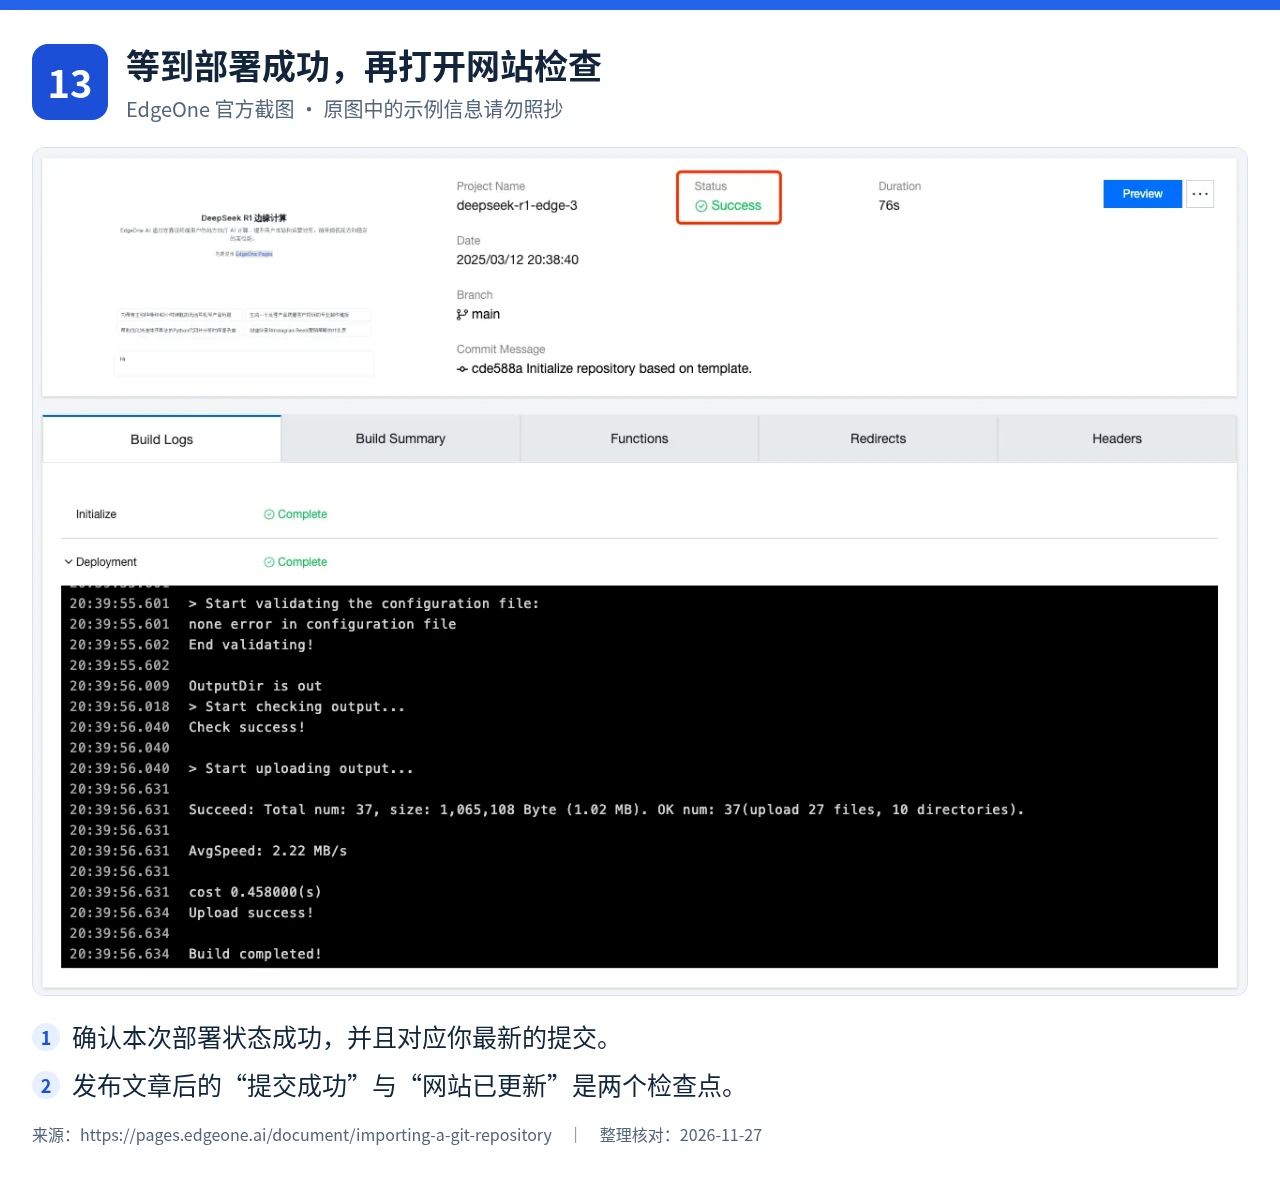 13
等到部署成功，再打开网站检查
EdgeOne 官方截图 · 原图中的示例信息请勿照抄
DeepSeek R1 边缘计算
EdgeOne Pages
Hi
Project Name
deepseek-r1-edge-3
Status
Success
Duration
76s
Preview
Date
2025/03/12 20:38:40
Branch
main
Commit Message
cde588a Initialize repository based on template.
Build Logs
Build Summary
Functions
Redirects
Headers
Initialize
Complete
Deployment
Complete
20:39:55.601 > Start validating the configuration file:
20:39:55.601 none error in configuration file
20:39:55.602 End validating!
20:39:55.602
20:39:56.009 OutputDir is out
20:39:56.018 > Start checking output...
20:39:56.040 Check success!
20:39:56.040
20:39:56.040 > Start uploading output...
20:39:56.631
20:39:56.631 Succeed: Total num: 37, size: 1,065,108 Byte (1.02 MB). OK num: 37(upload 27 files, 10 directories).
20:39:56.631
20:39:56.631 AvgSpeed: 2.22 MB/s
20:39:56.631
20:39:56.631 cost 0.458000(s)
20:39:56.634 Upload success!
20:39:56.634
20:39:56.634 Build completed!
1 确认本次部署状态成功，并且对应你最新的提交。
2 发布文章后的“提交成功”与“网站已更新”是两个检查点。
来源：https://pages.edgeone.ai/document/importing-a-git-repository | 整理核对：2026-11-27